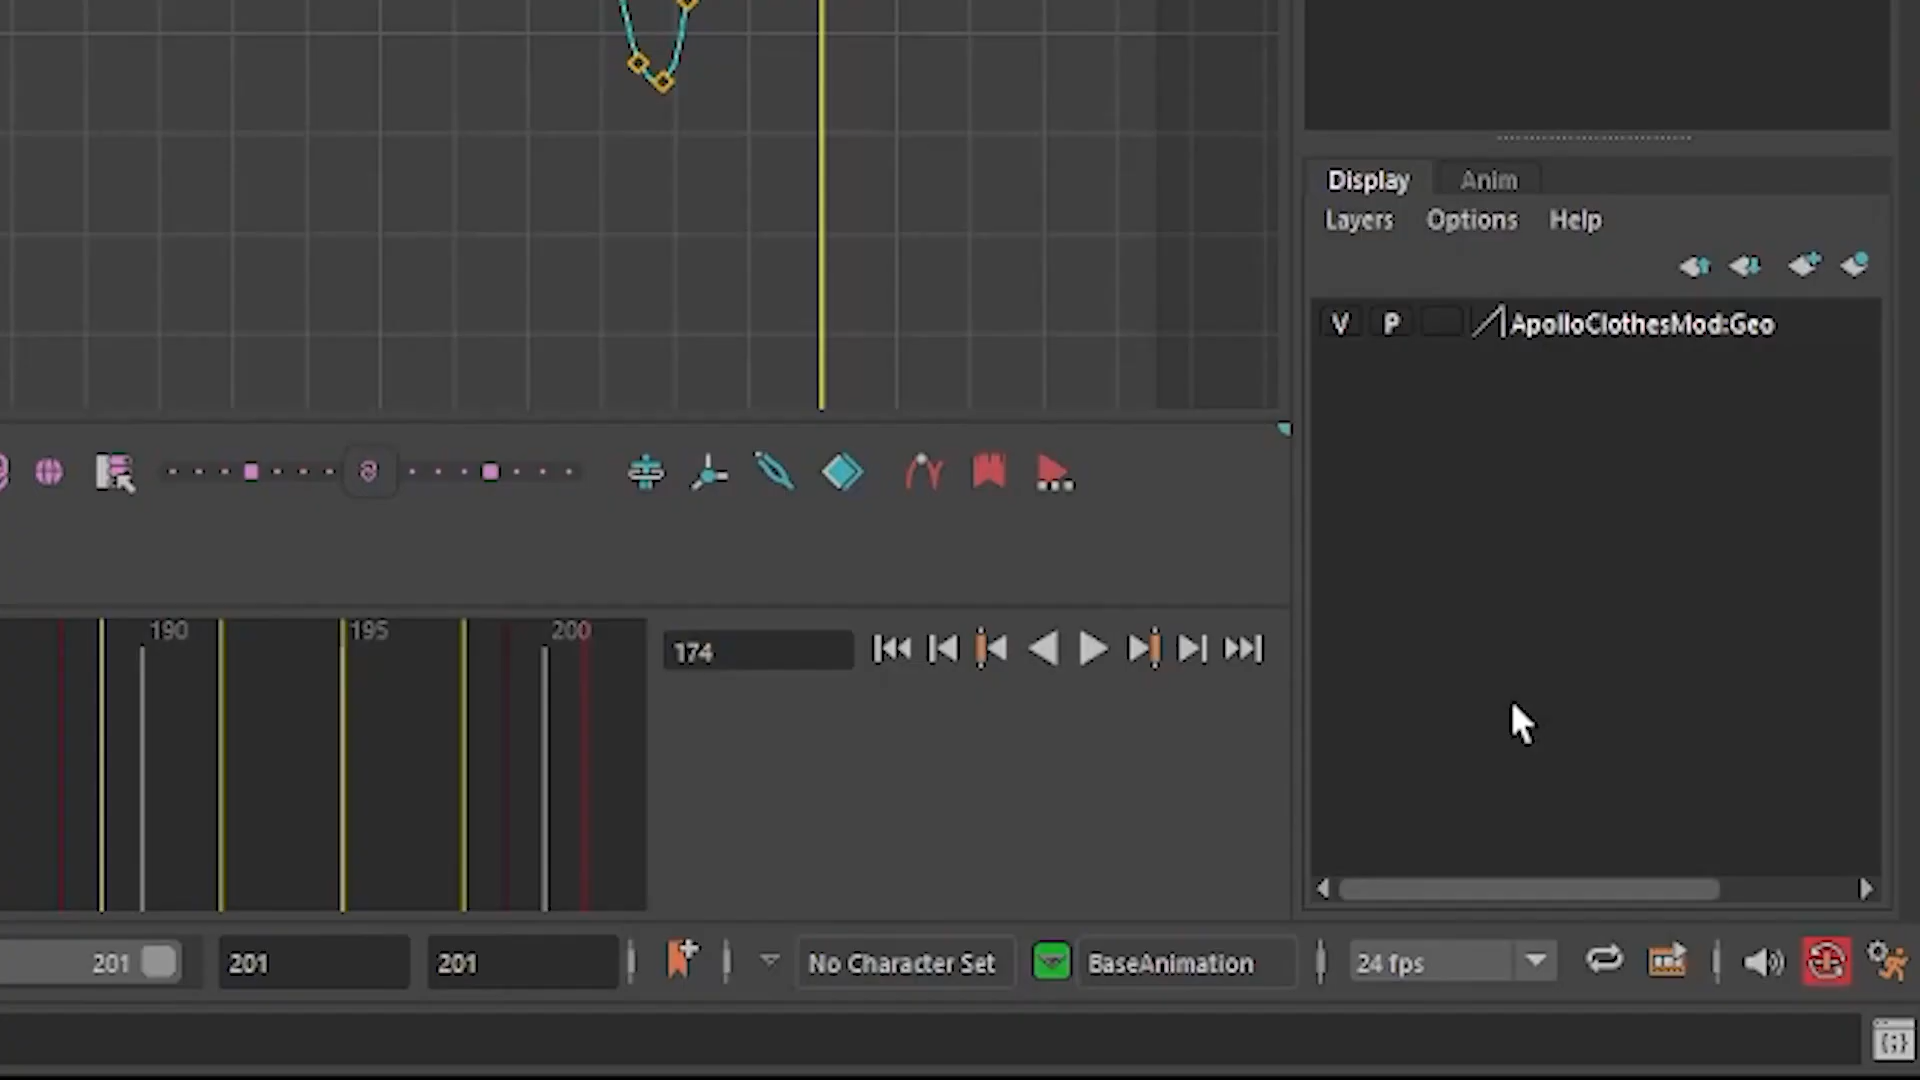 Display Anim
Layers Options Help
V P ApolloClothesMod:Geo
190 195 200
174
201 201 201 No Character Set BaseAnimation 24 fps